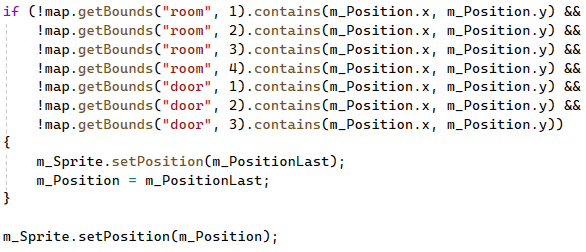 if (!map.getBounds("room", 1).contains(m_Position.x, m_Position.y) &&
    !map.getBounds("room", 2).contains(m_Position.x, m_Position.y) &&
    !map.getBounds("room", 3).contains(m_Position.x, m_Position.y) &&
    !map.getBounds("room", 4).contains(m_Position.x, m_Position.y) &&
    !map.getBounds("door", 1).contains(m_Position.x, m_Position.y) &&
    !map.getBounds("door", 2).contains(m_Position.x, m_Position.y) &&
    !map.getBounds("door", 3).contains(m_Position.x, m_Position.y))
{
    m_Sprite.setPosition(m_PositionLast);
    m_Position = m_PositionLast;
}

m_Sprite.setPosition(m_Position);